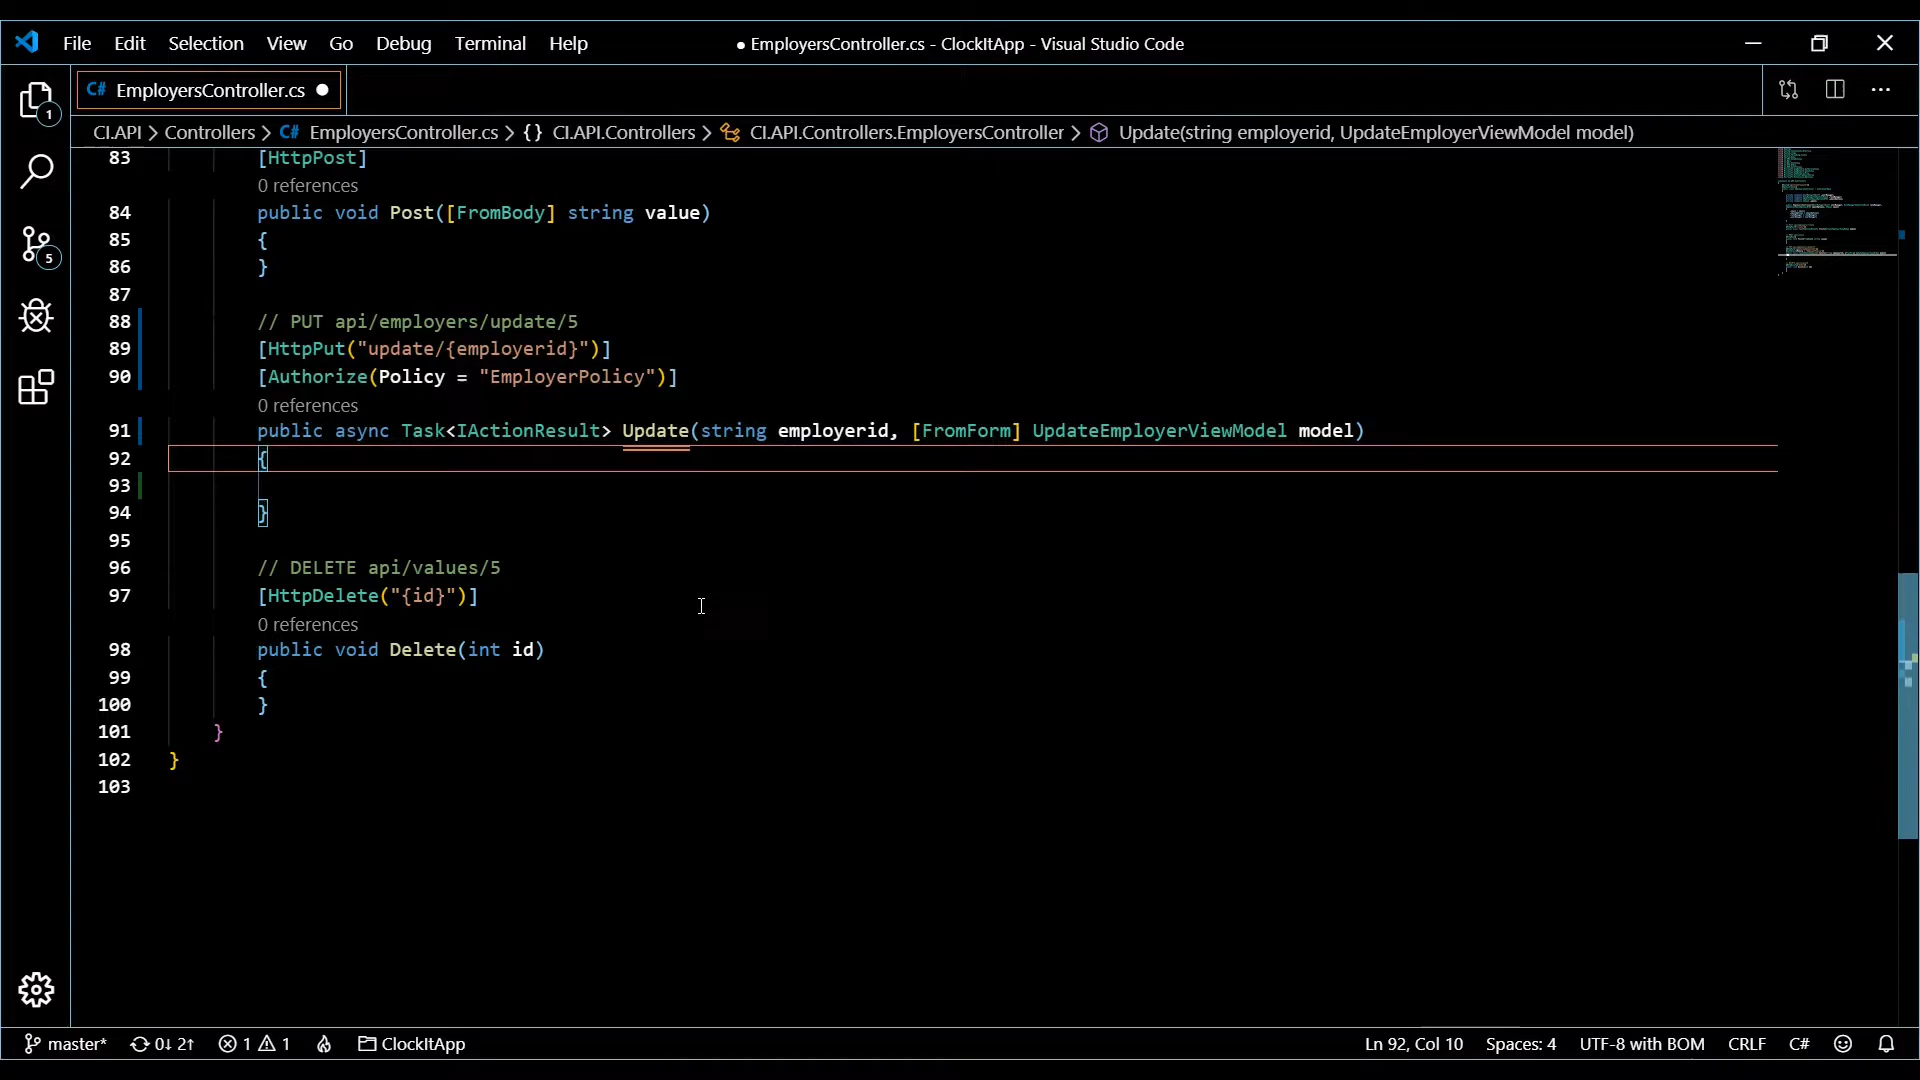 File Edit Selection View Go Debug Terminal Help ● EmployersController.cs - ClockItApp - Visual Studio Code
C# EmployersController.cs
1
CI.API > Controllers > C# EmployersController.cs > {} CI.API.Controllers > CI.API.Controllers.EmployersController > Update(string employerid, UpdateEmployerViewModel model)
83 [HttpPost]
0 references
84 public void Post([FromBody] string value)
85 {
86 }
5
87
88 // PUT api/employers/update/5
89 [HttpPut("update/{employerid}")]
90 [Authorize(Policy = "EmployerPolicy")]
0 references
91 public async Task<IActionResult> Update(string employerid, [FromForm] UpdateEmployerViewModel model)
92 {
93
94 }
95
96 // DELETE api/values/5
97 [HttpDelete("{id}")]
0 references
98 public void Delete(int id)
99 {
100 }
101 }
102 }
103
master* 0↓ 2↑ 1 1 ClockItApp Ln 92, Col 10 Spaces: 4 UTF-8 with BOM CRLF C#